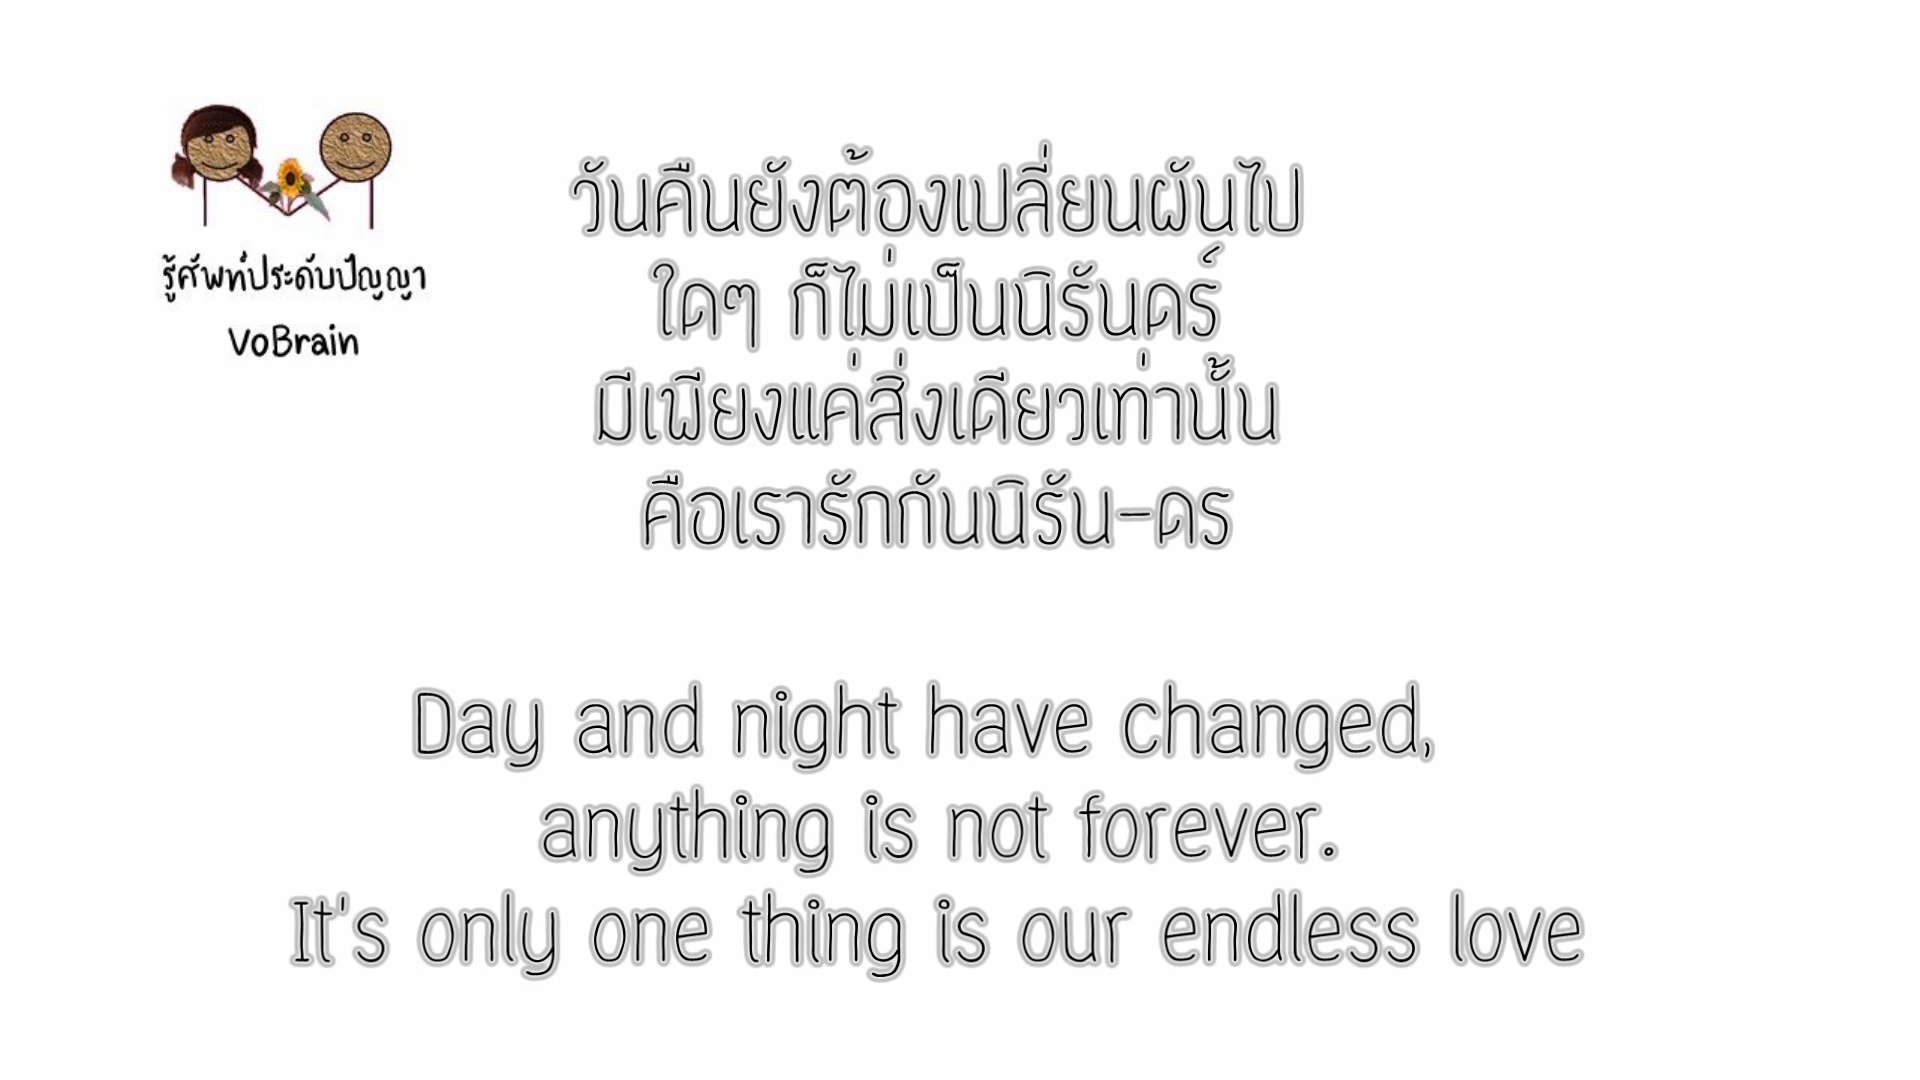 รู้ศัพท์ประดับปัญญา
VoBrain
วันคืนยังต้องเปลี่ยนผันไป
ใดๆ ก็ไม่เป็นนิรันดร์
มีเพียงแค่สิ่งเดียวเท่านั้น
คือเรารักกันนิรัน-ดร
Day and night have changed,
anything is not forever.
It's only one thing is our endless love